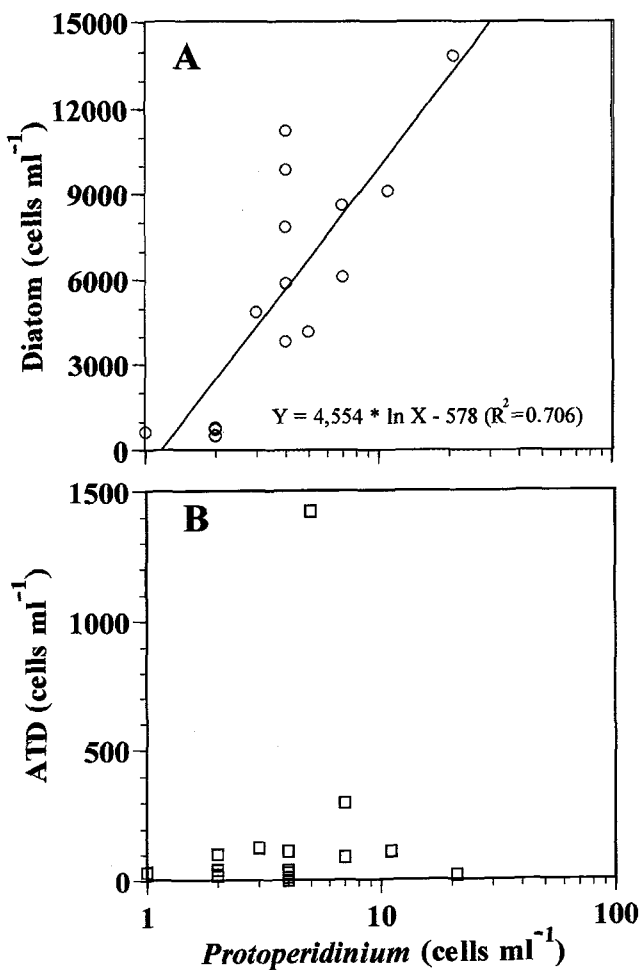 15000
A
12000
9000
6000
3000
0
Diatom (cells ml⁻¹)
Y = 4,554 * ln X - 578 (R²=0.706)
1500
B
1000
500
0
ATD (cells ml⁻¹)
1
10
100
Protoperidinium (cells ml⁻¹)